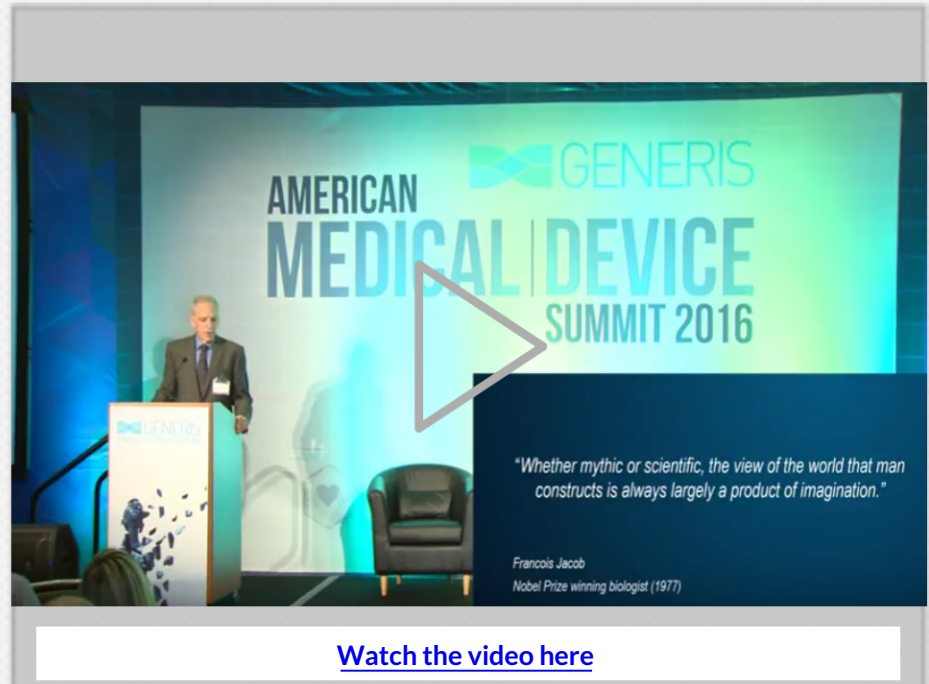 GENERIS
AMERICAN
MEDICAL DEVICE
SUMMIT 2016
GENERIS
"Whether mythic or scientific, the view of the world that man
constructs is always largely a product of imagination."
Francois Jacob
Nobel Prize winning biologist (1977)
Watch the video here